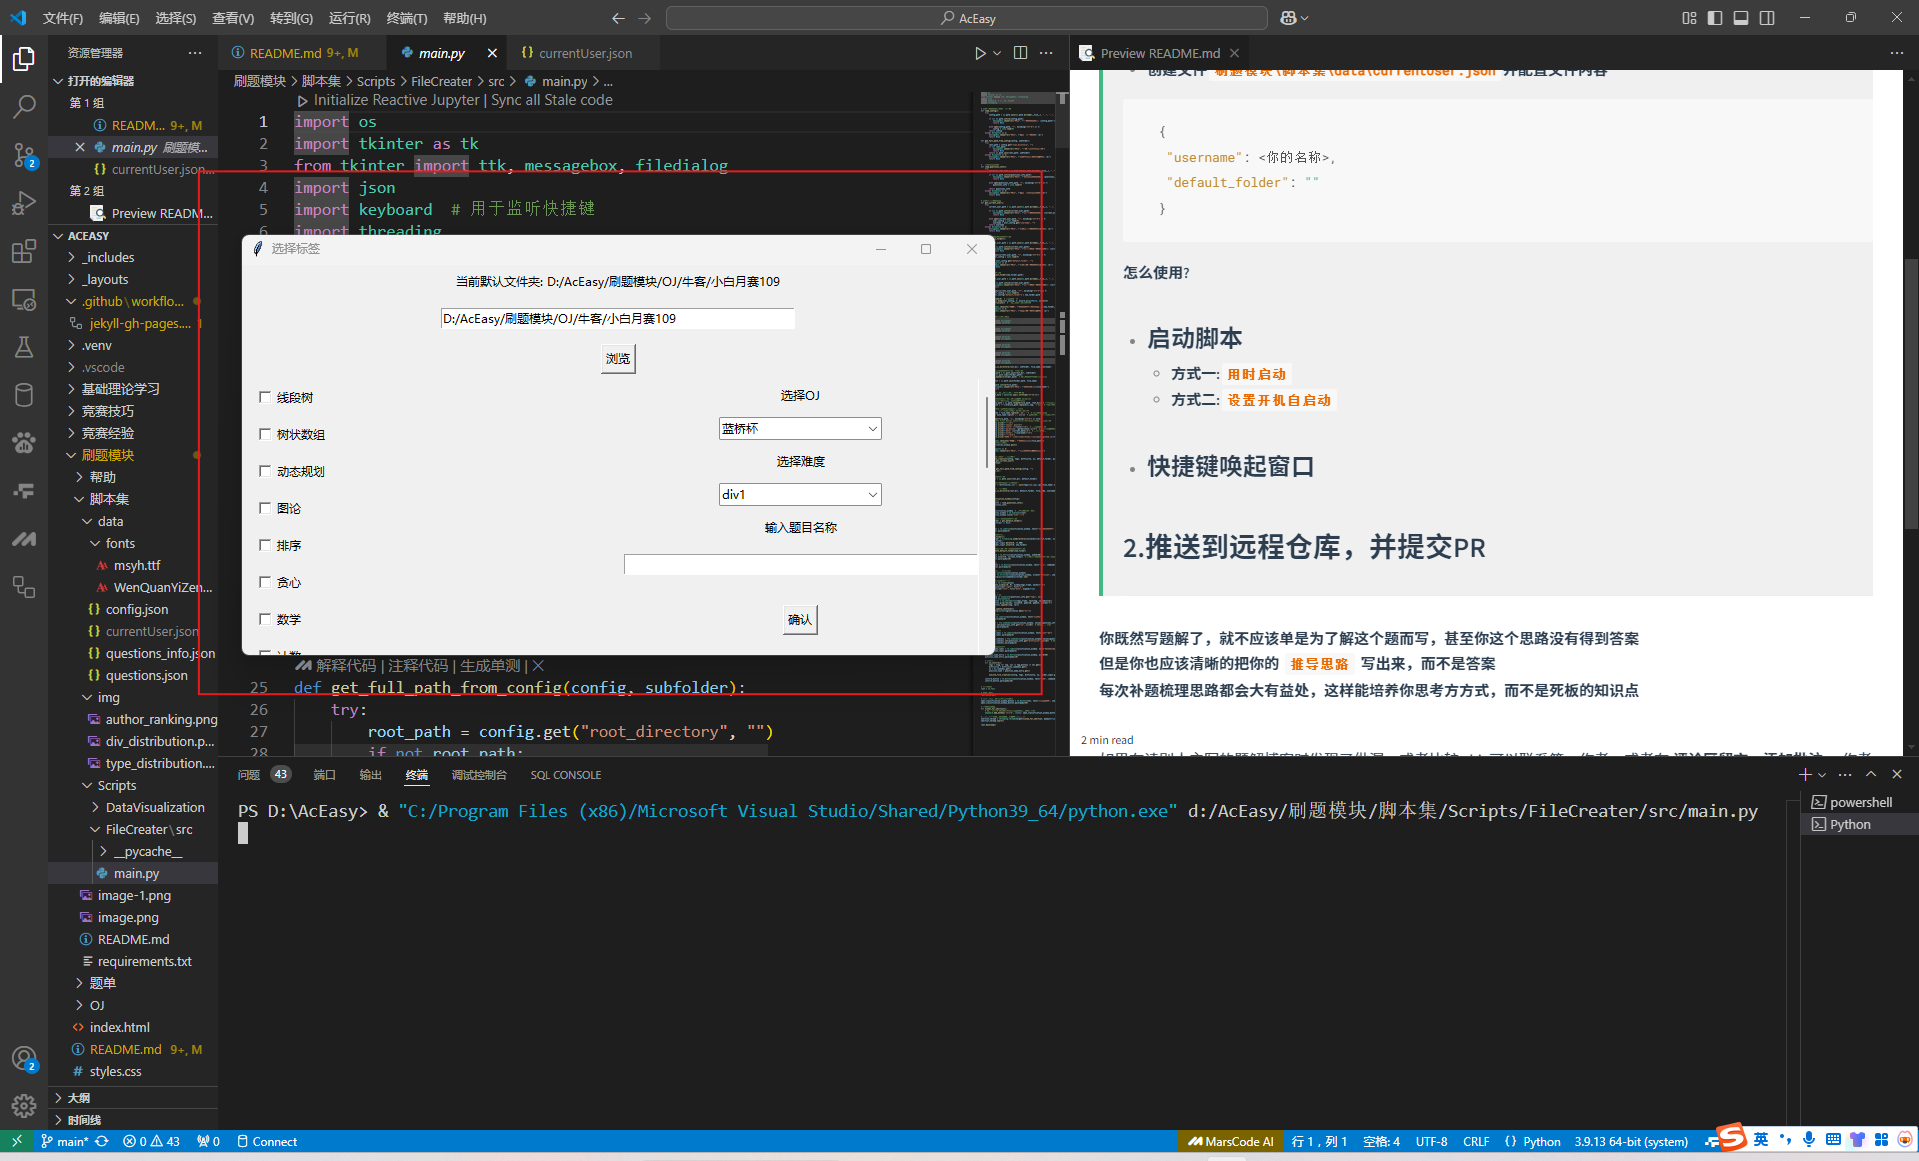 文件(F) 编辑(E) 选择(S) 查看(V) 转到(G) 运行(R) 终端(T) 帮助(H)
AcEasy
资源管理器
打开的编辑器
第 1 组
READM... 9+, M
main.py 刷题模...
currentUser.json...
第 2 组
Preview READM...
ACEASY
_includes
_layouts
.github\workflo...
jekyll-gh-pages....
.venv
.vscode
基础理论学习
竞赛技巧
竞赛经验
刷题模块
帮助
脚本集
data
fonts
msyh.ttf
WenQuanYiZen...
config.json
currentUser.json
questions_info.json
questions.json
img
author_ranking.png
div_distribution.p...
type_distribution....
Scripts
DataVisualization
FileCreater\src
__pycache__
main.py
image-1.png
image.png
README.md
requirements.txt
题单
OJ
index.html
README.md 9+, M
styles.css
大纲
时间线
README.md 9+, M
main.py
currentUser.json
刷题模块 > 脚本集 > Scripts > FileCreater > src > main.py > ...
Initialize Reactive Jupyter | Sync all Stale code
1 import os
2 import tkinter as tk
3 from tkinter import ttk, messagebox, filedialog
4 import json
5 import keyboard # 用于监听快捷键
6 import threading
选择标签
当前默认文件夹: D:/AcEasy/刷题模块/OJ/牛客/小白月赛109
D:/AcEasy/刷题模块/OJ/牛客/小白月赛109
浏览
线段树
树状数组
动态规划
图论
排序
贪心
数学
选择OJ
蓝桥杯
选择难度
div1
输入题目名称
确认
解释代码 | 注释代码 | 生成单测 |
25 def get_full_path_from_config(config, subfolder):
26 try:
27 root_path = config.get("root_directory", "")
28 if not root_path:
Preview README.md
创建文件 刷题模块\脚本集\data\currentUser.json 并配置文件内容
{
"username": <你的名称>,
"default_folder": ""
}
怎么使用?
启动脚本
方式一: 用时启动
方式二: 设置开机自启动
快捷键唤起窗口
2.推送到远程仓库，并提交PR
你既然写题解了，就不应该单是为了解这个题而写，甚至你这个思路没有得到答案
但是你也应该清晰的把你的 推导思路 写出来，而不是答案
每次补题梳理思路都会大有益处，这样能培养你思考方方式，而不是死板的知识点
2 min read
问题 43 端口 输出 终端 调试控制台 SQL CONSOLE
PS D:\AcEasy> & "C:/Program Files (x86)/Microsoft Visual Studio/Shared/Python39_64/python.exe" d:/AcEasy/刷题模块/脚本集/Scripts/FileCreater/src/main.py
powershell
Python
2
2
main* 0 43 0 Connect
MarsCode AI 行 1，列 1 空格: 4 UTF-8 CRLF {} Python 3.9.13 64-bit (system)
英